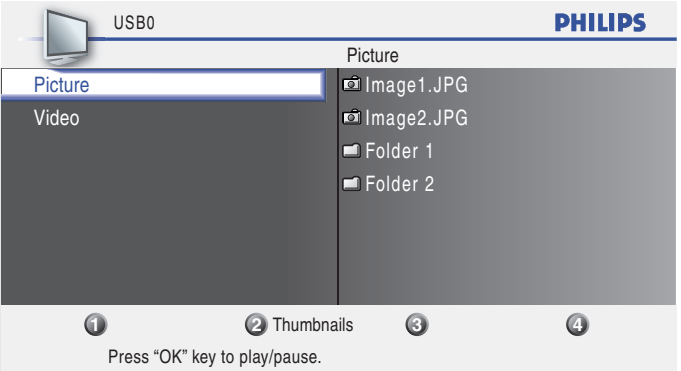 USB0
PHILIPS
Picture
Picture
Video
Image1.JPG
Image2.JPG
Folder 1
Folder 2
1
2 Thumbnails
3
4
Press “OK” key to play/pause.